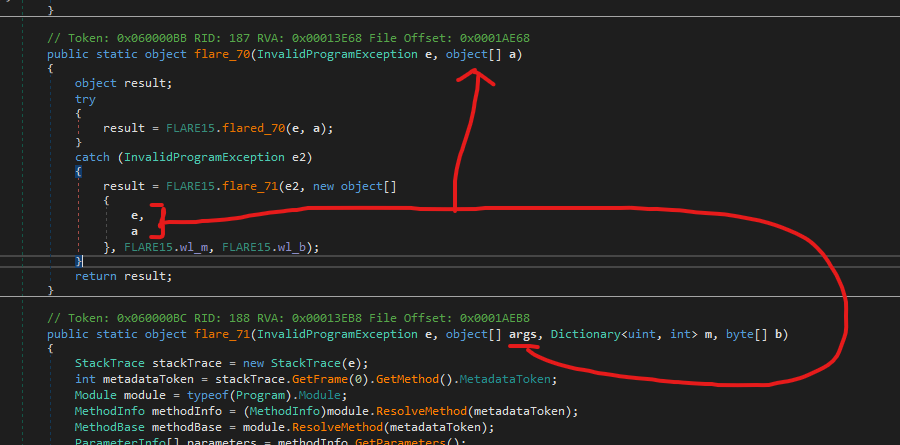 }
// Token: 0x060000BB RID: 187 RVA: 0x00013E68 File Offset: 0x0001AE68
public static object flare_70(InvalidProgramException e, object[] a)
{
object result;
try
{
result = FLARE15.flared_70(e, a);
}
catch (InvalidProgramException e2)
{
result = FLARE15.flare_71(e2, new object[]
{
e,
a
}, FLARE15.wl_m, FLARE15.wl_b);
}
return result;
}
// Token: 0x060000BC RID: 188 RVA: 0x00013EB8 File Offset: 0x0001AEB8
public static object flare_71(InvalidProgramException e, object[] args, Dictionary<uint, int> m, byte[] b)
{
StackTrace stackTrace = new StackTrace(e);
int metadataToken = stackTrace.GetFrame(0).GetMethod().MetadataToken;
Module module = typeof(Program).Module;
MethodInfo methodInfo = (MethodInfo)module.ResolveMethod(metadataToken);
MethodBase methodBase = module.ResolveMethod(metadataToken);
ParameterInfo[] parameters = methodInfo.GetParameters();